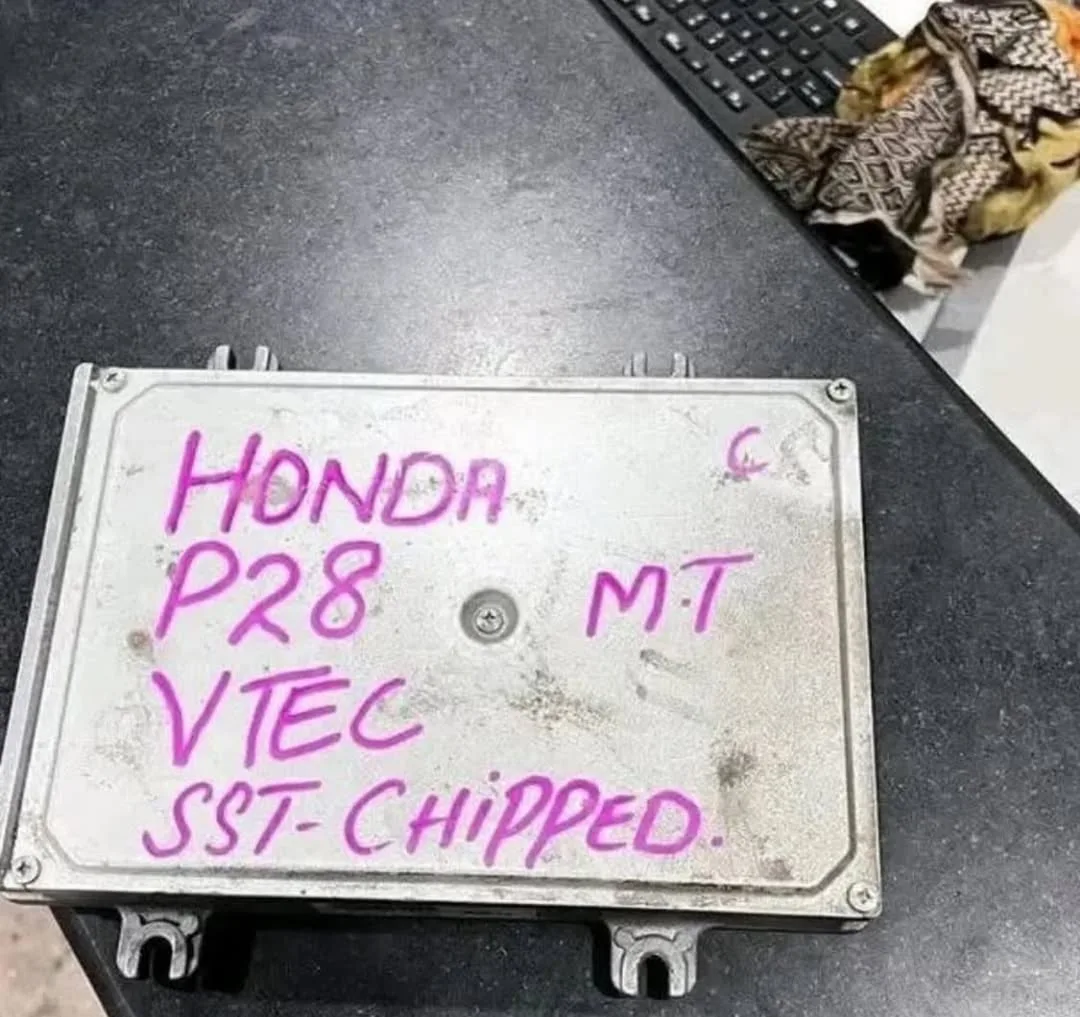 C
HONDA
P28 M.T
VTEC
SST-CHiPPED.